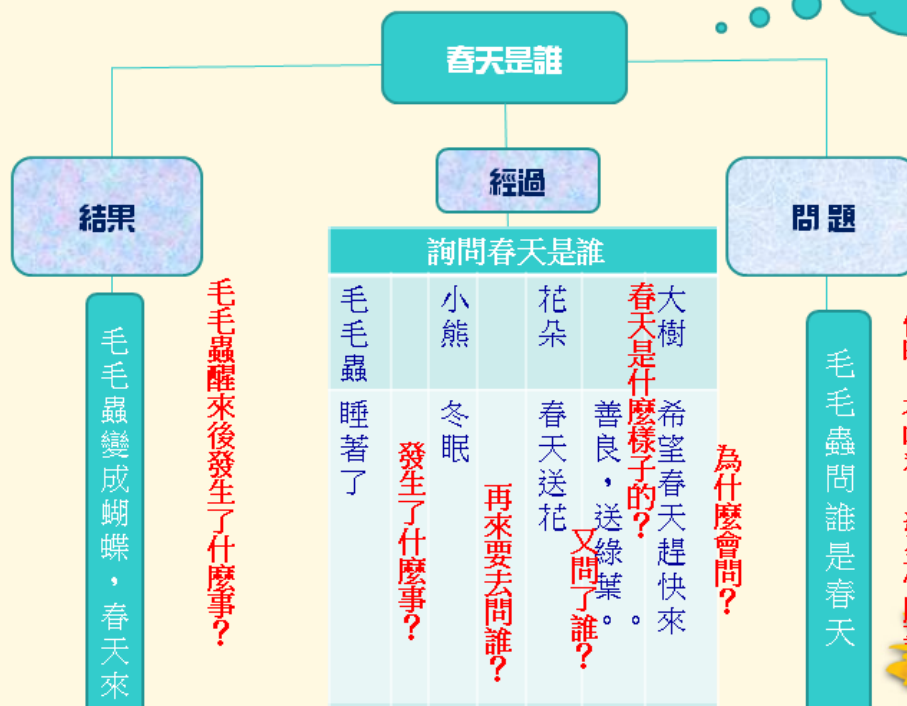 春天是誰
問題
毛毛蟲問誰是春天
為什麼會問？
經過
詢問春天是誰
大樹
希望春天趕快來。
善良，送綠葉。
春天是什麼樣子的？
又問了誰？
花朵
春天送花
再來要去問誰？
小熊
冬眠
發生了什麼事？
毛毛蟲
睡著了
結果
毛毛蟲醒來後發生了什麼事？
毛毛蟲變成蝴蝶，春天來